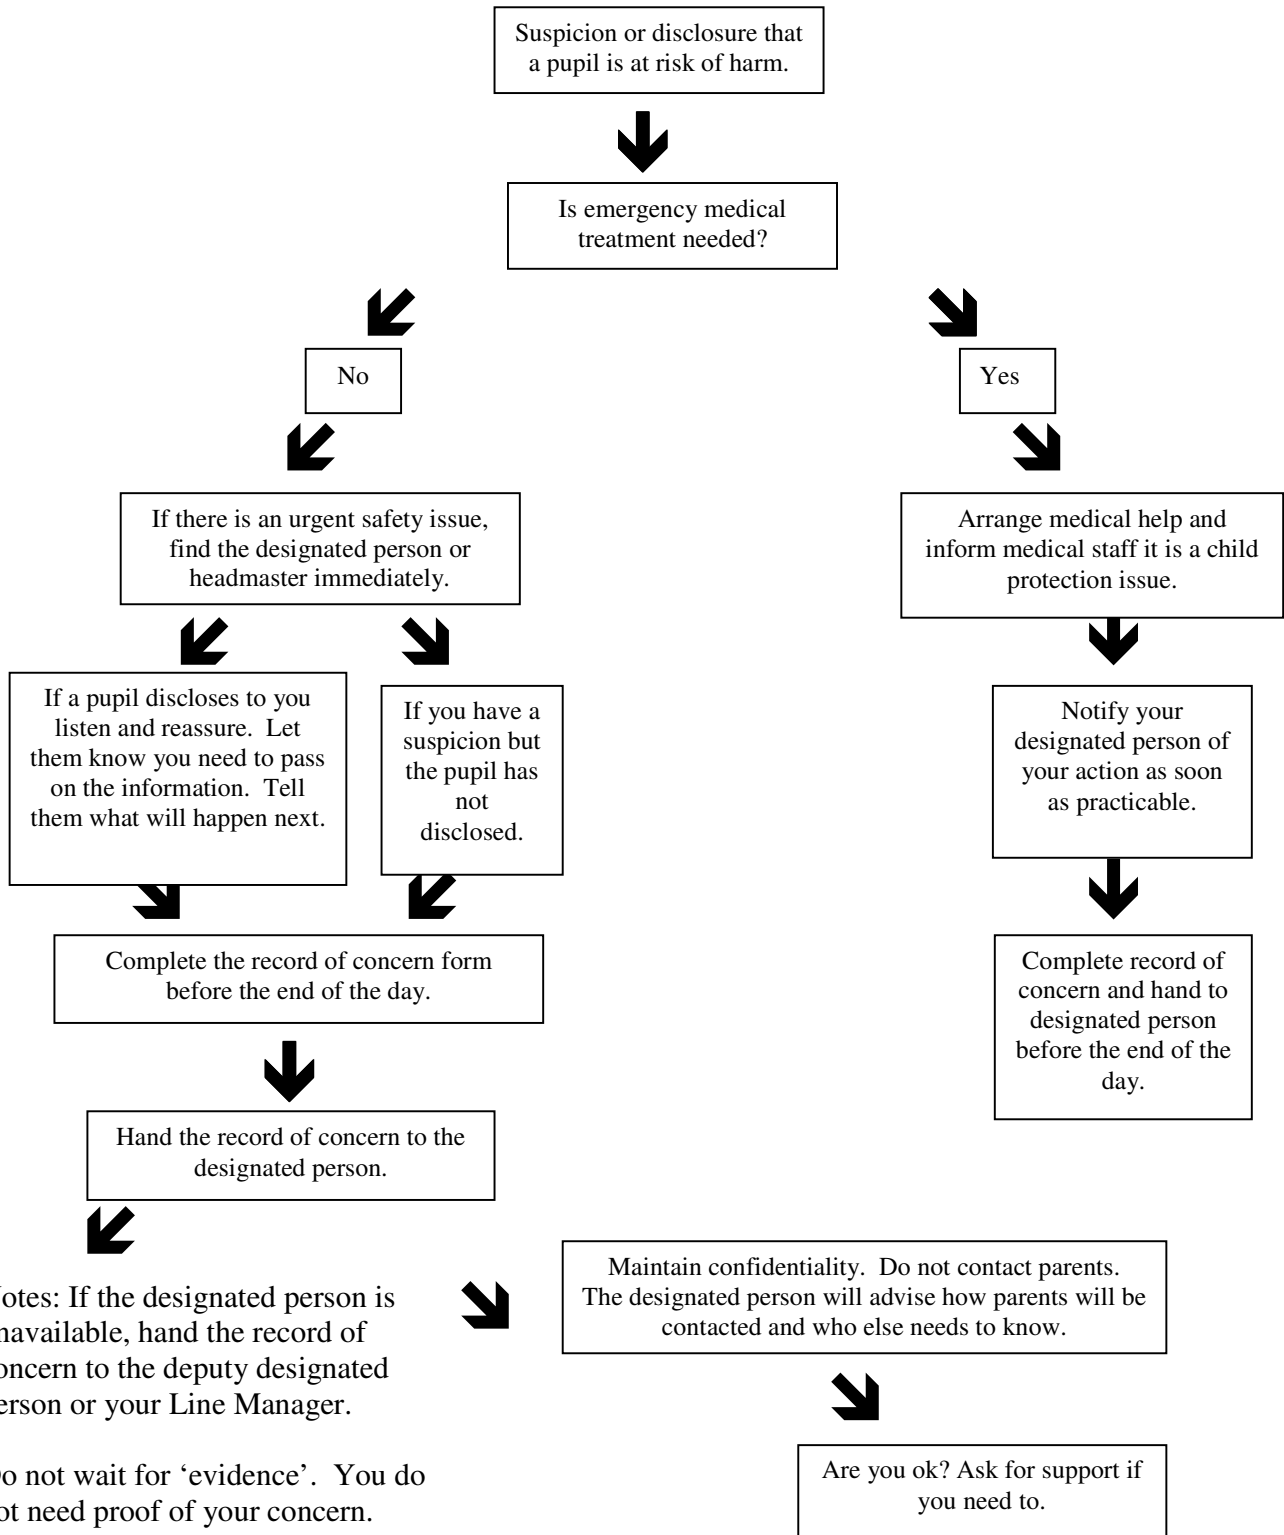 Suspicion or disclosure that
a pupil is at risk of harm.
Is emergency medical
treatment needed?
No
Yes
If there is an urgent safety issue,
find the designated person or
headmaster immediately.
Arrange medical help and
inform medical staff it is a child
protection issue.
If a pupil discloses to you
listen and reassure. Let
them know you need to pass
on the information. Tell
them what will happen next.
If you have a
suspicion but
the pupil has
not
disclosed.
Notify your
designated person of
your action as soon
as practicable.
Complete the record of concern form
before the end of the day.
Complete record of
concern and hand to
designated person
before the end of the
day.
Hand the record of concern to the
designated person.
otes: If the designated person is
navailable, hand the record of
oncern to the deputy designated
erson or your Line Manager.
o not wait for ‘evidence’. You do
ot need proof of your concern.
Maintain confidentiality. Do not contact parents.
The designated person will advise how parents will be
contacted and who else needs to know.
Are you ok? Ask for support if
you need to.